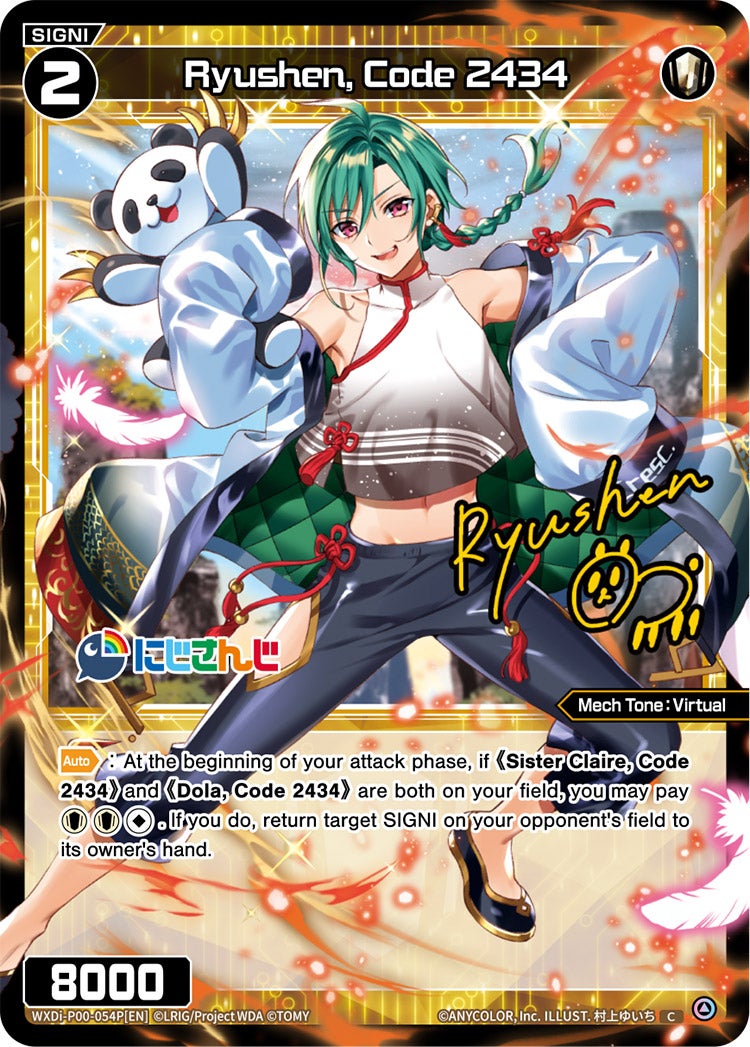 SIGNI
2
Ryushen, Code 2434
resc.
Ryushen
にじさんじ
Mech Tone：Virtual
Auto ：At the beginning of your attack phase, if 《Sister Claire, Code
2434》 and 《Dola, Code 2434》 are both on your field, you may pay
. If you do, return target SIGNI on your opponent's field to
its owner's hand.
8000
WXDi-P00-054P[EN] ©LRIG/Project WDA ©TOMY ©ANYCOLOR, Inc. ILLUST. 村上ゆいち C